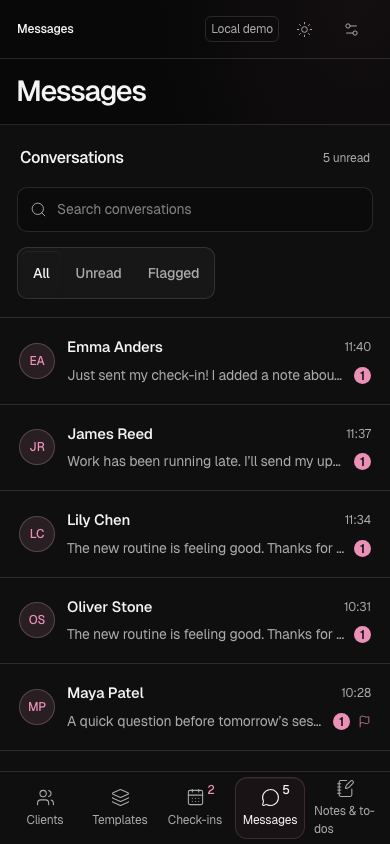 Messages
Local demo
Messages
Conversations
5 unread
Search conversations
All
Unread
Flagged
Emma Anders
11:40
EA
Just sent my check-in! I added a note abou...
1
James Reed
11:37
JR
Work has been running late. I'll send my up...
1
Lily Chen
11:34
LC
The new routine is feeling good. Thanks for ...
1
Oliver Stone
10:31
OS
The new routine is feeling good. Thanks for ...
1
Maya Patel
10:28
MP
A quick question before tomorrow's ses...
1
Clients
Templates
2
Check-ins
5
Messages
Notes & to-
dos